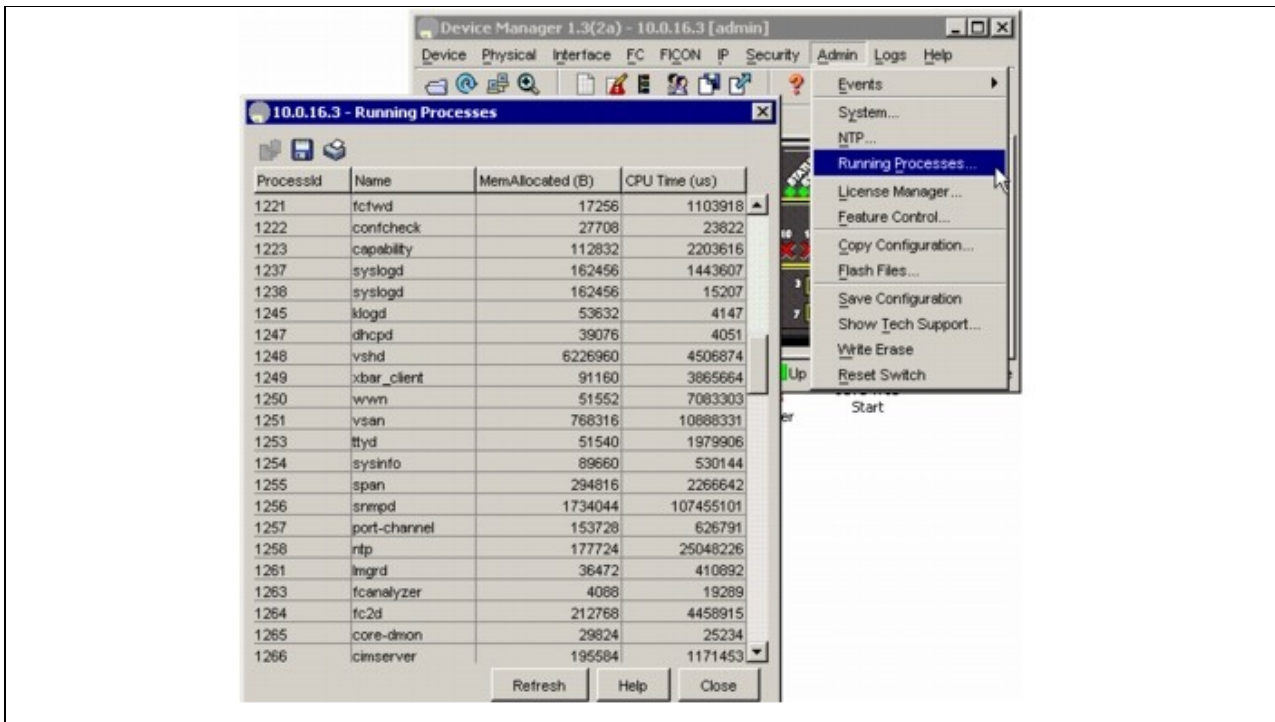 Device Manager 1.3(2a) - 10.0.16.3 [admin]
Device Physical Interface FC FICON IP Security Admin Logs Help
Events
System...
NTP...
Running Processes...
License Manager...
Feature Control...
Copy Configuration...
Flash Files...
Save Configuration
Show Tech Support...
Write Erase
Reset Switch
Up
Start
er
10.0.16.3 - Running Processes
ProcessId Name MemAllocated (B) CPU Time (us)
1221 fcfwd 17256 1103918
1222 confcheck 27708 23822
1223 capability 112832 2203616
1237 syslogd 162456 1443607
1238 syslogd 162456 15207
1245 klogd 53632 4147
1247 dhcpd 39076 4051
1248 vshd 6226960 4506874
1249 xbar_client 91160 3865664
1250 wwn 51552 7083303
1251 vsan 768316 10888331
1253 ttyd 51540 1979906
1254 sysinfo 89660 530144
1255 span 294816 2266642
1256 snmpd 1734044 107455101
1257 port-channel 153728 626791
1258 ntp 177724 25048226
1261 lmgrd 36472 410892
1263 fcanalyzer 4088 19289
1264 fc2d 212768 4458915
1265 core-dmon 29824 25234
1266 cimserver 195584 1171453
Refresh Help Close